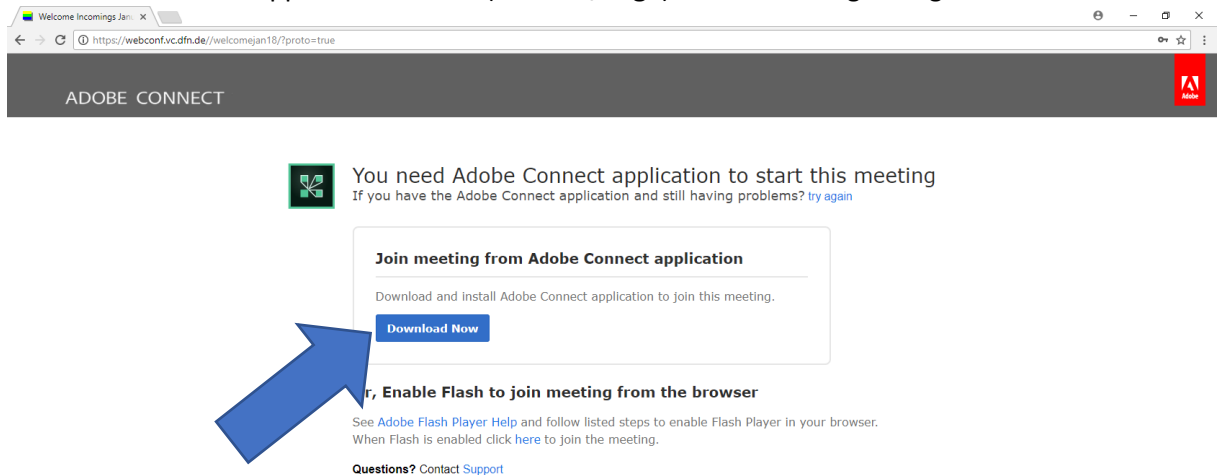 Welcome Incomings Janu
https://webconf.vc.dfn.de//welcomejan18/?proto=true
ADOBE CONNECT
Adobe
You need Adobe Connect application to start this meeting
If you have the Adobe Connect application and still having problems? try again
Join meeting from Adobe Connect application
Download and install Adobe Connect application to join this meeting.
Download Now
r, Enable Flash to join meeting from the browser
See Adobe Flash Player Help and follow listed steps to enable Flash Player in your browser.
When Flash is enabled click here to join the meeting.
Questions? Contact Support